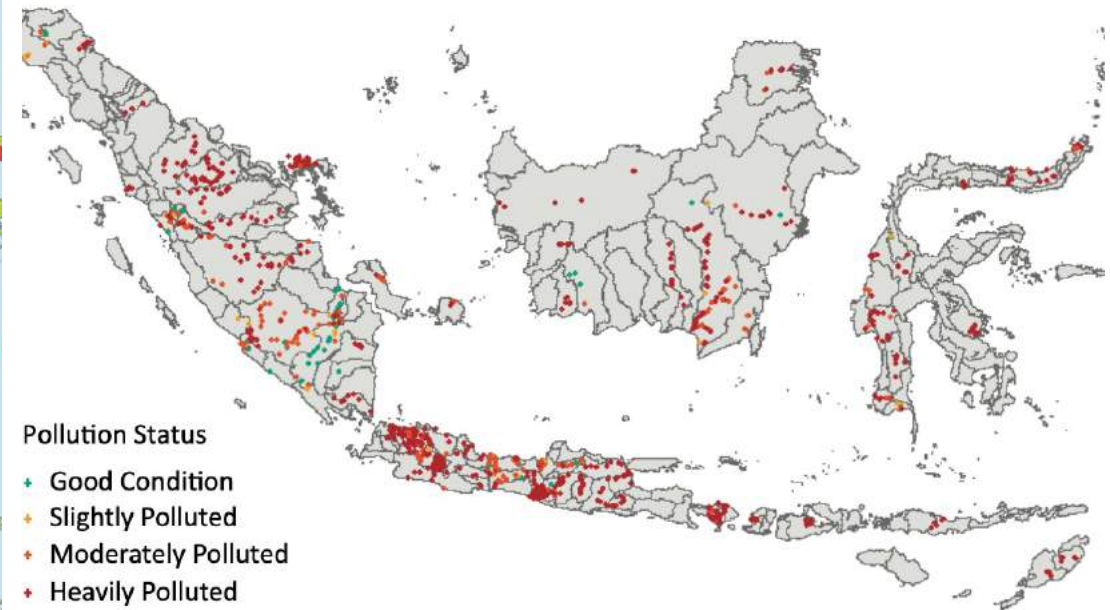 Pollution Status
Good Condition
Slightly Polluted
Moderately Polluted
Heavily Polluted